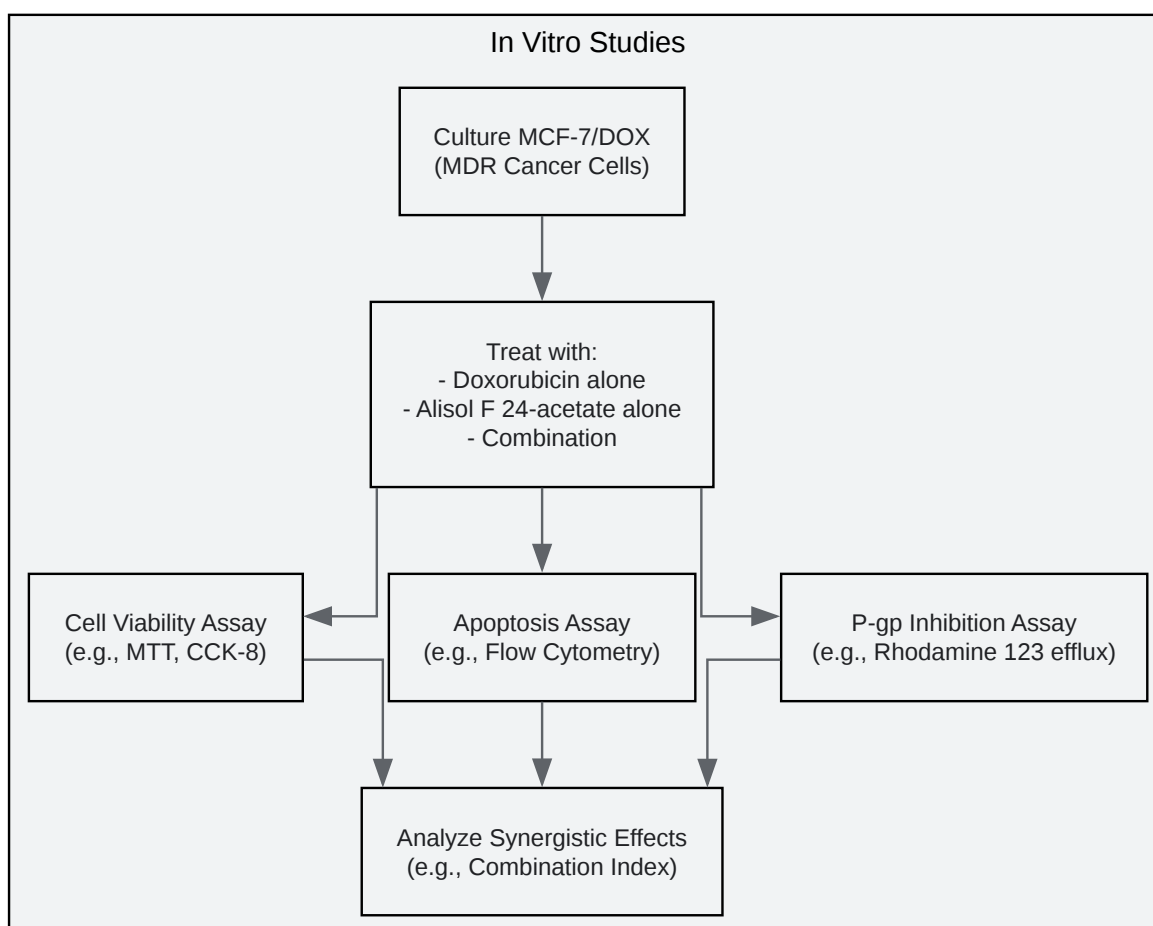 In Vitro Studies
Culture MCF-7/DOX
(MDR Cancer Cells)
Treat with:
- Doxorubicin alone
- Alisol F 24-acetate alone
- Combination
Cell Viability Assay
(e.g., MTT, CCK-8)
Apoptosis Assay
(e.g., Flow Cytometry)
P-gp Inhibition Assay
(e.g., Rhodamine 123 efflux)
Analyze Synergistic Effects
(e.g., Combination Index)